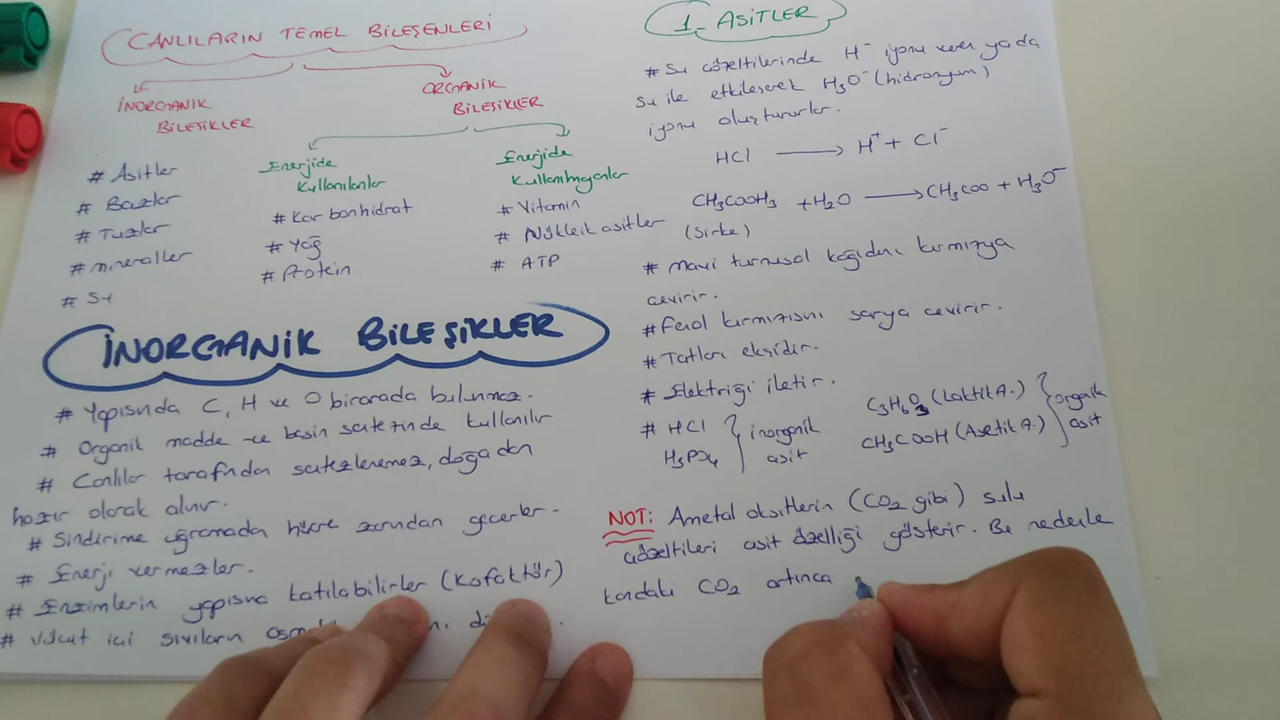 CANLILARIN TEMEL BİLEŞENLERİ
İNORGANİK
BİLEŞİKLER
ORGANİK
BİLEŞİKLER
# Asitler
# Bazlar
# Tuzlar
# mineraller
# Su
Enerjide
Kullanılanlar
# Karbonhidrat
# Yağ
# Protein
Enerjide
Kullanılmayanlar
# Vitamin
# Nükleik asitler
# ATP
İNORGANİK BİLEŞİKLER
# Yapısında C, H ve O birarada bulunmaz.
# Organik madde ve besin sentezinde kullanılır
# Canlılar tarafından sentezlenemez, doğadan
hazır olarak alınır.
# Sindirime uğramadan hücre zarından geçerler.
# Enerji vermezler.
# Enzimlerin yapısına katılabilirler (Kofaktör)
# Vücut içi sıvıların
1- ASİTLER
# Su çözeltilerinde H⁻ iyonu veren ya da
su ile etkileşerek H₃O⁻ (hidronyum)
iyonu oluştururlar.
HCl → H⁺ + Cl⁻
CH₃COOH₃ + H₂O → CH₃COO + H₃O⁻
(Sirke)
# Mavi turnusol kağıdını kırmızıya
çevirir.
# Fenol kırmızısını sarıya çevirir.
# Tatları ekşidir.
# Elektriği iletir.
# HCl
H₃PO₄
inorganik
asit
C₃H₆O₃ (Laktik A.)
CH₃COOH (Asetik A.)
organik
asit
NOT: Ametal oksitlerin (CO₂ gibi) sulu
çözeltileri asit özelliği gösterir. Bu nedenle
kandaki CO₂ artınca